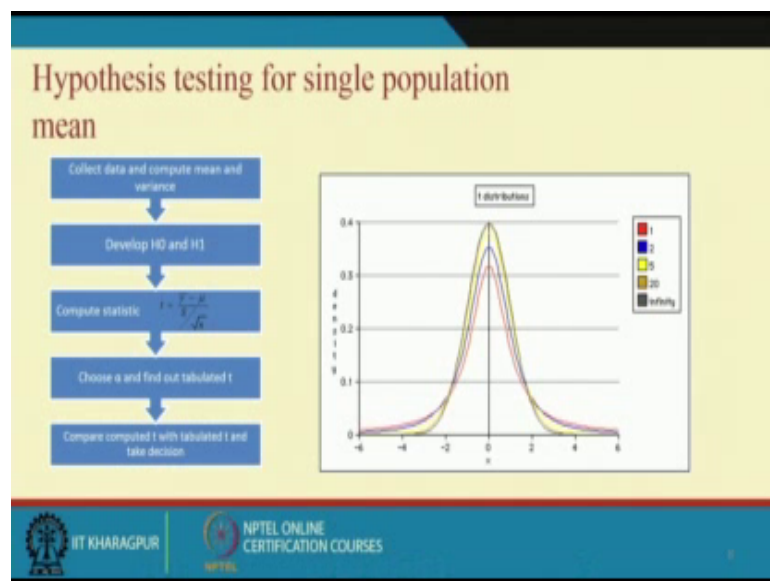 Hypothesis testing for single population
mean
Collect data and compute mean and
variance
Develop H0 and H1
Compute statistic
Choose α and find out tabulated t
Compare computed t with tabulated t and
take decision
t distributions
0.4
0.3
0.2
0.1
0
density
-6
-4
-2
0
2
4
6
x
1
2
5
20
Infinity
IIT KHARAGPUR
NPTEL
NPTEL ONLINE
CERTIFICATION COURSES